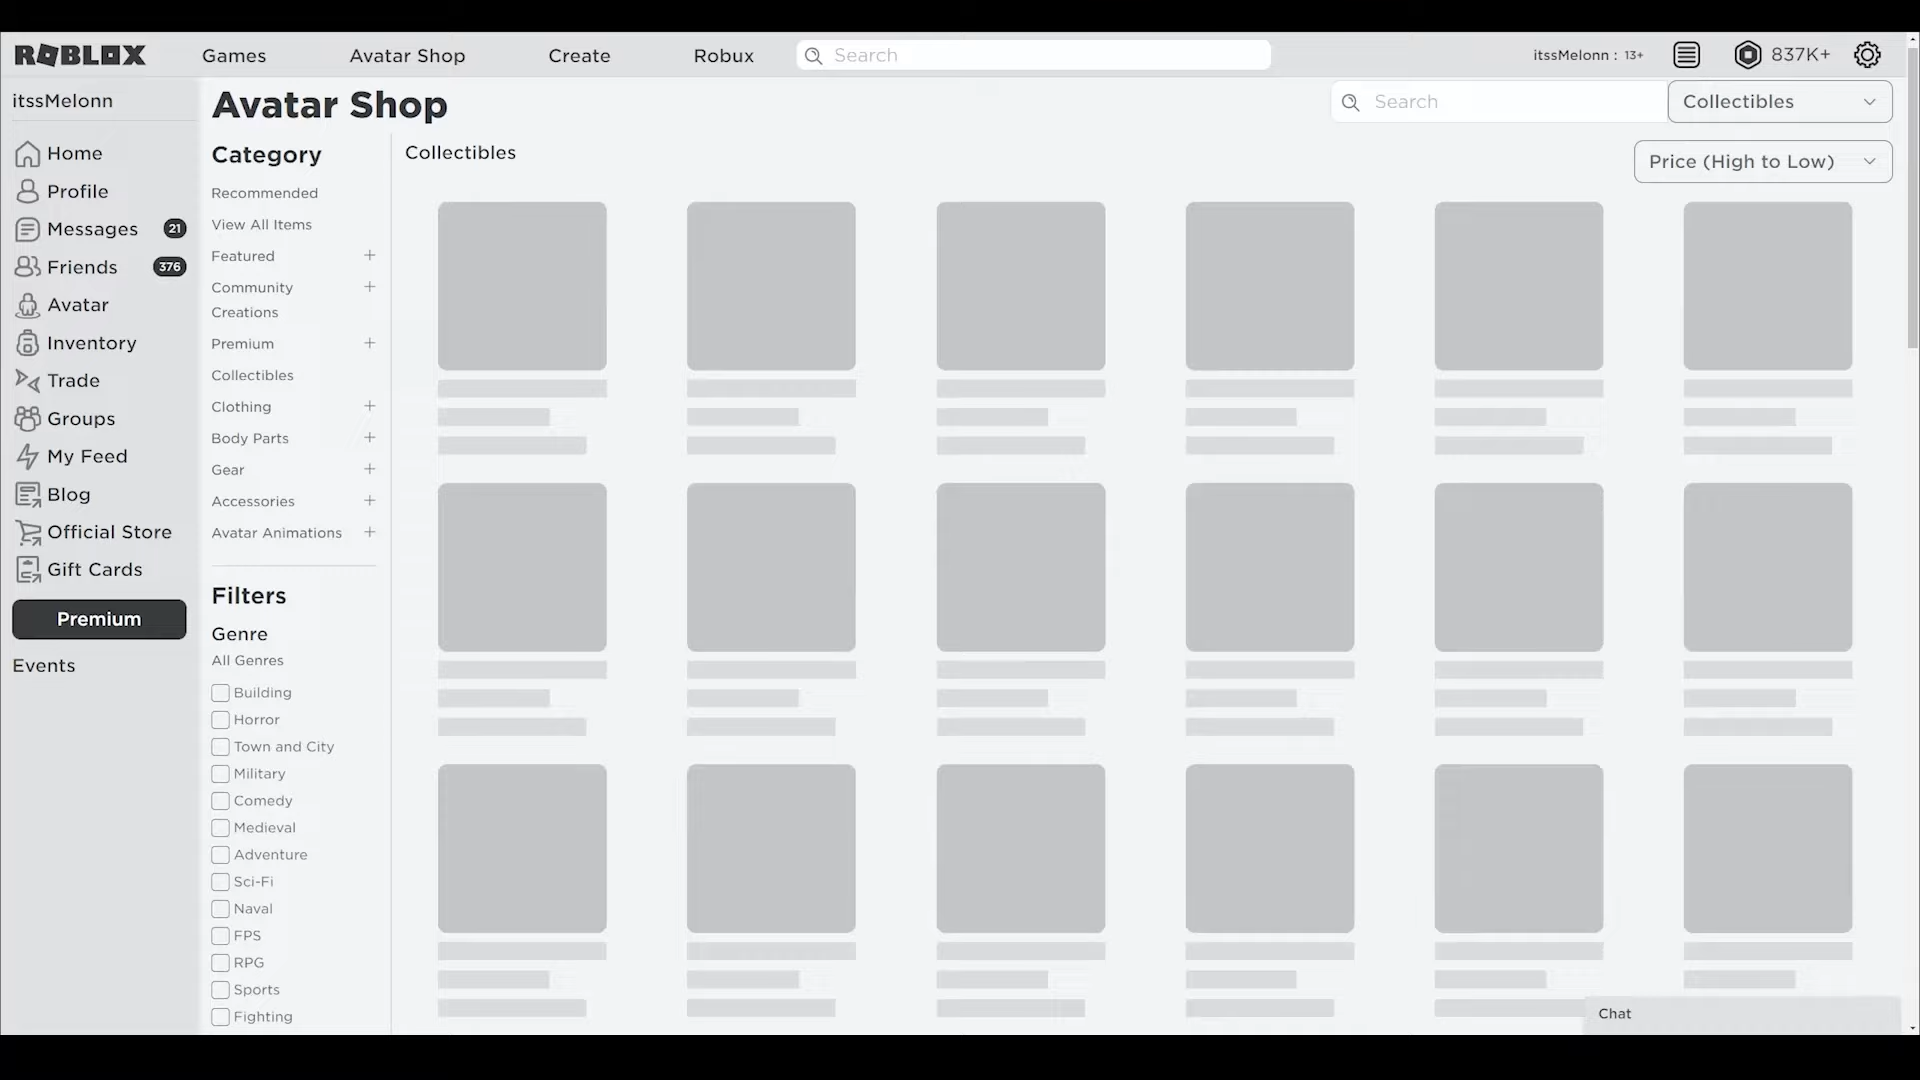 ROBLOX
Games
Avatar Shop
Create
Robux
Search
itssMelonn : 13+
837K+
itssMelonn
Home
Profile
Messages
21
Friends
376
Avatar
Inventory
Trade
Groups
My Feed
Blog
Official Store
Gift Cards
Premium
Events
Avatar Shop
Search
Collectibles
Category
Recommended
View All Items
Featured +
Community +
Creations
Premium +
Collectibles
Clothing +
Body Parts +
Gear +
Accessories +
Avatar Animations +
Filters
Genre
All Genres
Building
Horror
Town and City
Military
Comedy
Medieval
Adventure
Sci-Fi
Naval
FPS
RPG
Sports
Fighting
Collectibles
Price (High to Low)
Chat